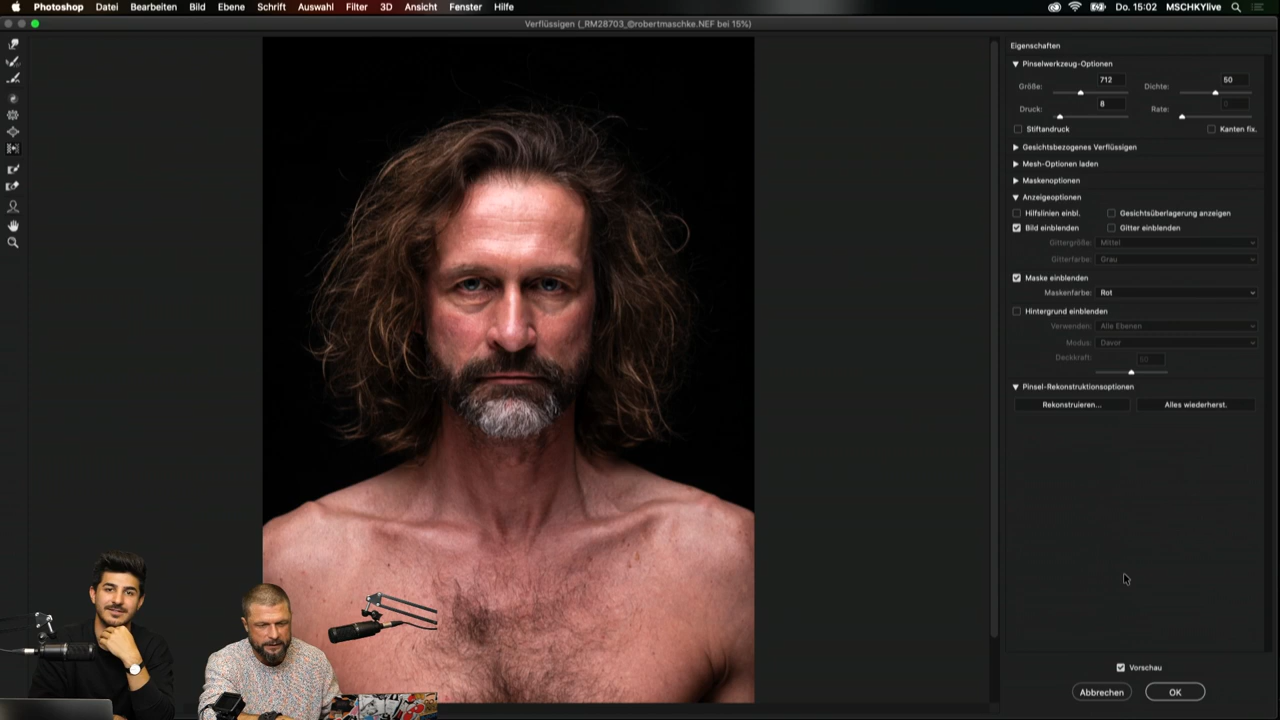 Photoshop Datei Bearbeiten Bild Ebene Schrift Auswahl Filter 3D Ansicht Fenster Hilfe Do. 15:02 MSCHKYlive
Verflüssigen (_RM28703_©robertmaschke.NEF bei 15%)
Eigenschaften
Pinselwerkzeug-Optionen
Größe: 712 Dichte: 50
Druck: 8 Rate:
Stiftandruck Kanten fix.
Gesichtsbezogenes Verflüssigen
Mesh-Optionen laden
Maskenoptionen
Anzeigeoptionen
Hilfslinien einbl. Gesichtsüberlagerung anzeigen
Bild einblenden Gitter einblenden
Gittergröße: Mittel
Gitterfarbe: Grau
Maske einblenden
Maskenfarbe: Rot
Hintergrund einblenden
Verwenden: Alle Ebenen
Modus: Davor
Deckkraft:
Pinsel-Rekonstruktionsoptionen
Rekonstruieren... Alles wiederherst.
Vorschau
Abbrechen OK